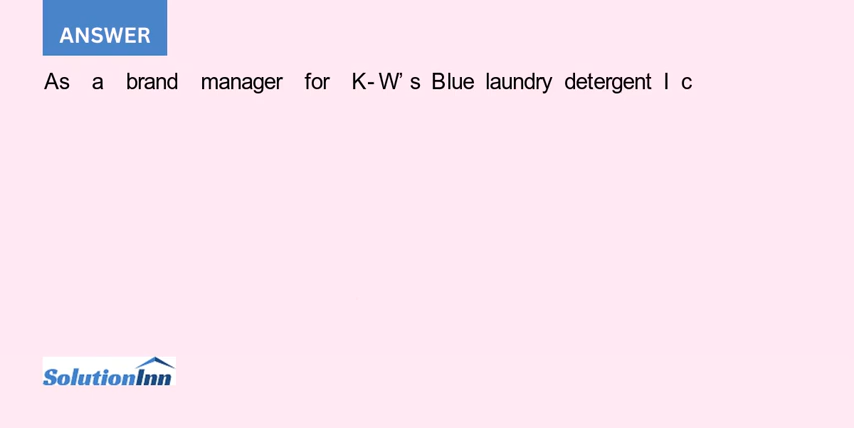 ANSWER
As a brand manager for K-W's Blue laundry detergent I c
SolutionInn